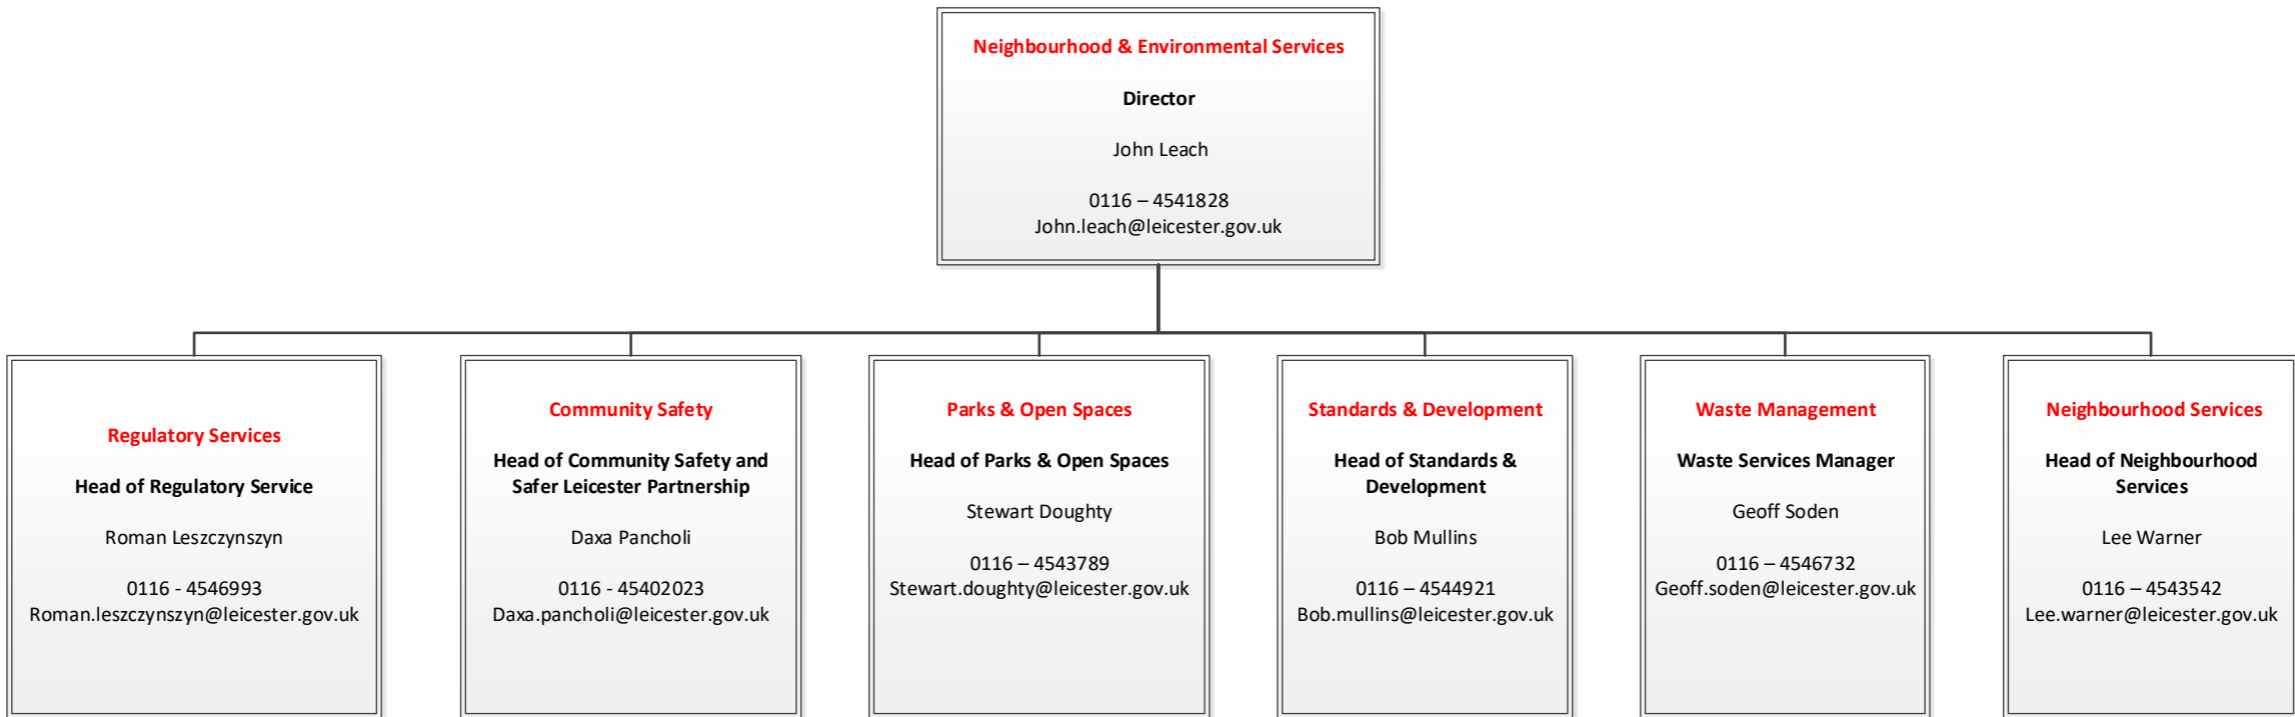 Neighbourhood & Environmental Services
Director
John Leach
0116 – 4541828
John.leach@leicester.gov.uk
Regulatory Services
Head of Regulatory Service
Roman Leszczynszyn
0116 - 4546993
Roman.leszczynszyn@leicester.gov.uk
Community Safety
Head of Community Safety and
Safer Leicester Partnership
Daxa Pancholi
0116 - 45402023
Daxa.pancholi@leicester.gov.uk
Parks & Open Spaces
Head of Parks & Open Spaces
Stewart Doughty
0116 – 4543789
Stewart.doughty@leicester.gov.uk
Standards & Development
Head of Standards &
Development
Bob Mullins
0116 – 4544921
Bob.mullins@leicester.gov.uk
Waste Management
Waste Services Manager
Geoff Soden
0116 – 4546732
Geoff.soden@leicester.gov.uk
Neighbourhood Services
Head of Neighbourhood
Services
Lee Warner
0116 – 4543542
Lee.warner@leicester.gov.uk